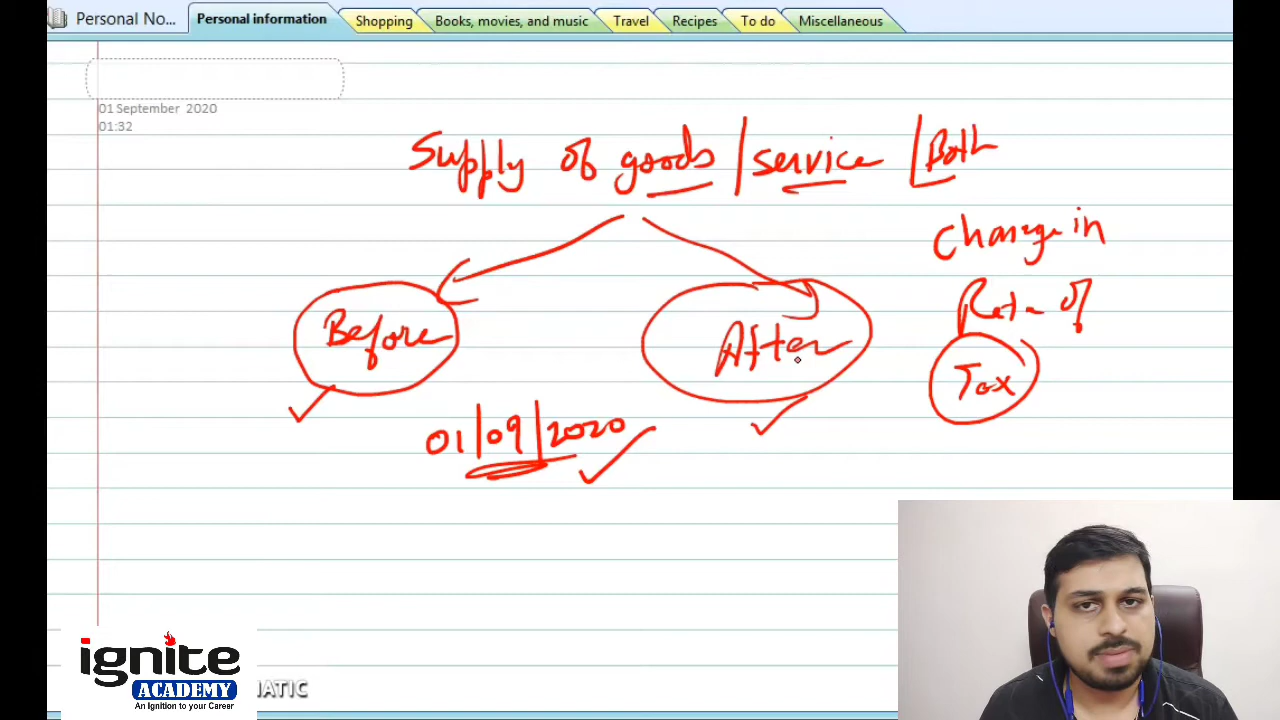 Personal No...
Personal information
Shopping
Books, movies, and music
Travel
Recipes
To do
Miscellaneous
01 September 2020
01:32
Supply of goods / service / Both
Change in
Rate of
Tax
Before
After
01/09/2020
ignite
ACADEMY
An Ignition to your Career